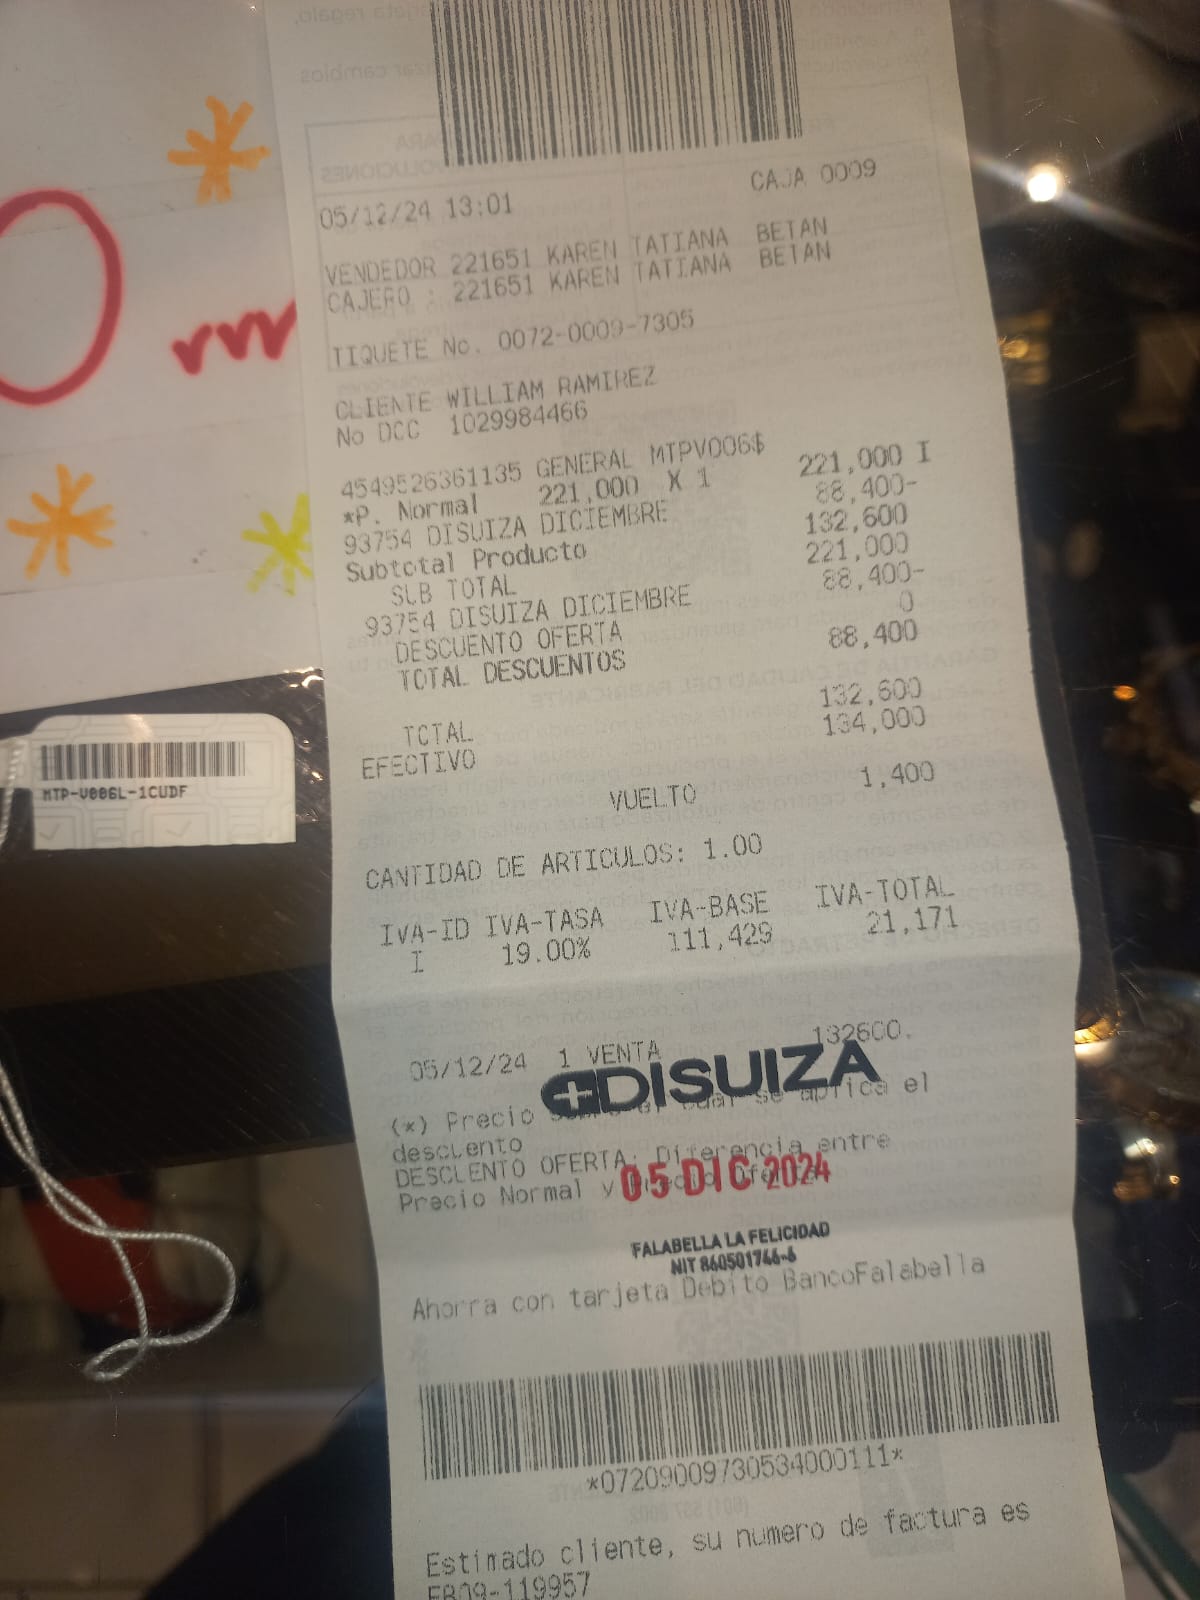 CAJA 0009
05/12/24 13:01
VENDEDOR 221651 KAREN TATIANA BETAN
CAJERO : 221651 KAREN TATIANA BETAN
TIQUETE No. 0072-0009-7305
CLIENTE WILLIAM RAMIREZ
No DCC 1029984466
4549526361135 GENERAL MTPV006$ 221,000 I
*P. Normal 221,000 X 1
93754 DISUIZA DICIEMBRE 88,400-
Subtotal Producto 132,600
SUB TOTAL 221,000
93754 DISUIZA DICIEMBRE 88,400-
DESCUENTO OFERTA 0
TOTAL DESCUENTOS 88,400
TOTAL 132,600
EFECTIVO 134,000
VUELTO 1,400
CANTIDAD DE ARTICULOS: 1.00
IVA-ID IVA-TASA IVA-BASE IVA-TOTAL
I 19.00% 111,429 21,171
05/12/24 1 VENTA 132600.
DISUIZA
(*) Precio el cual se aplica el
descuento
DESCUENTO OFERTA: Diferencia entre
Precio Normal y
05 DIC 2024
FALABELLA LA FELICIDAD
NIT 860501746-6
Ahorra con tarjeta Debito BancoFalabella
*07209009730534000111*
Estimado cliente, su numero de factura es
FB09-119957
MTP-V006L-1CUDF